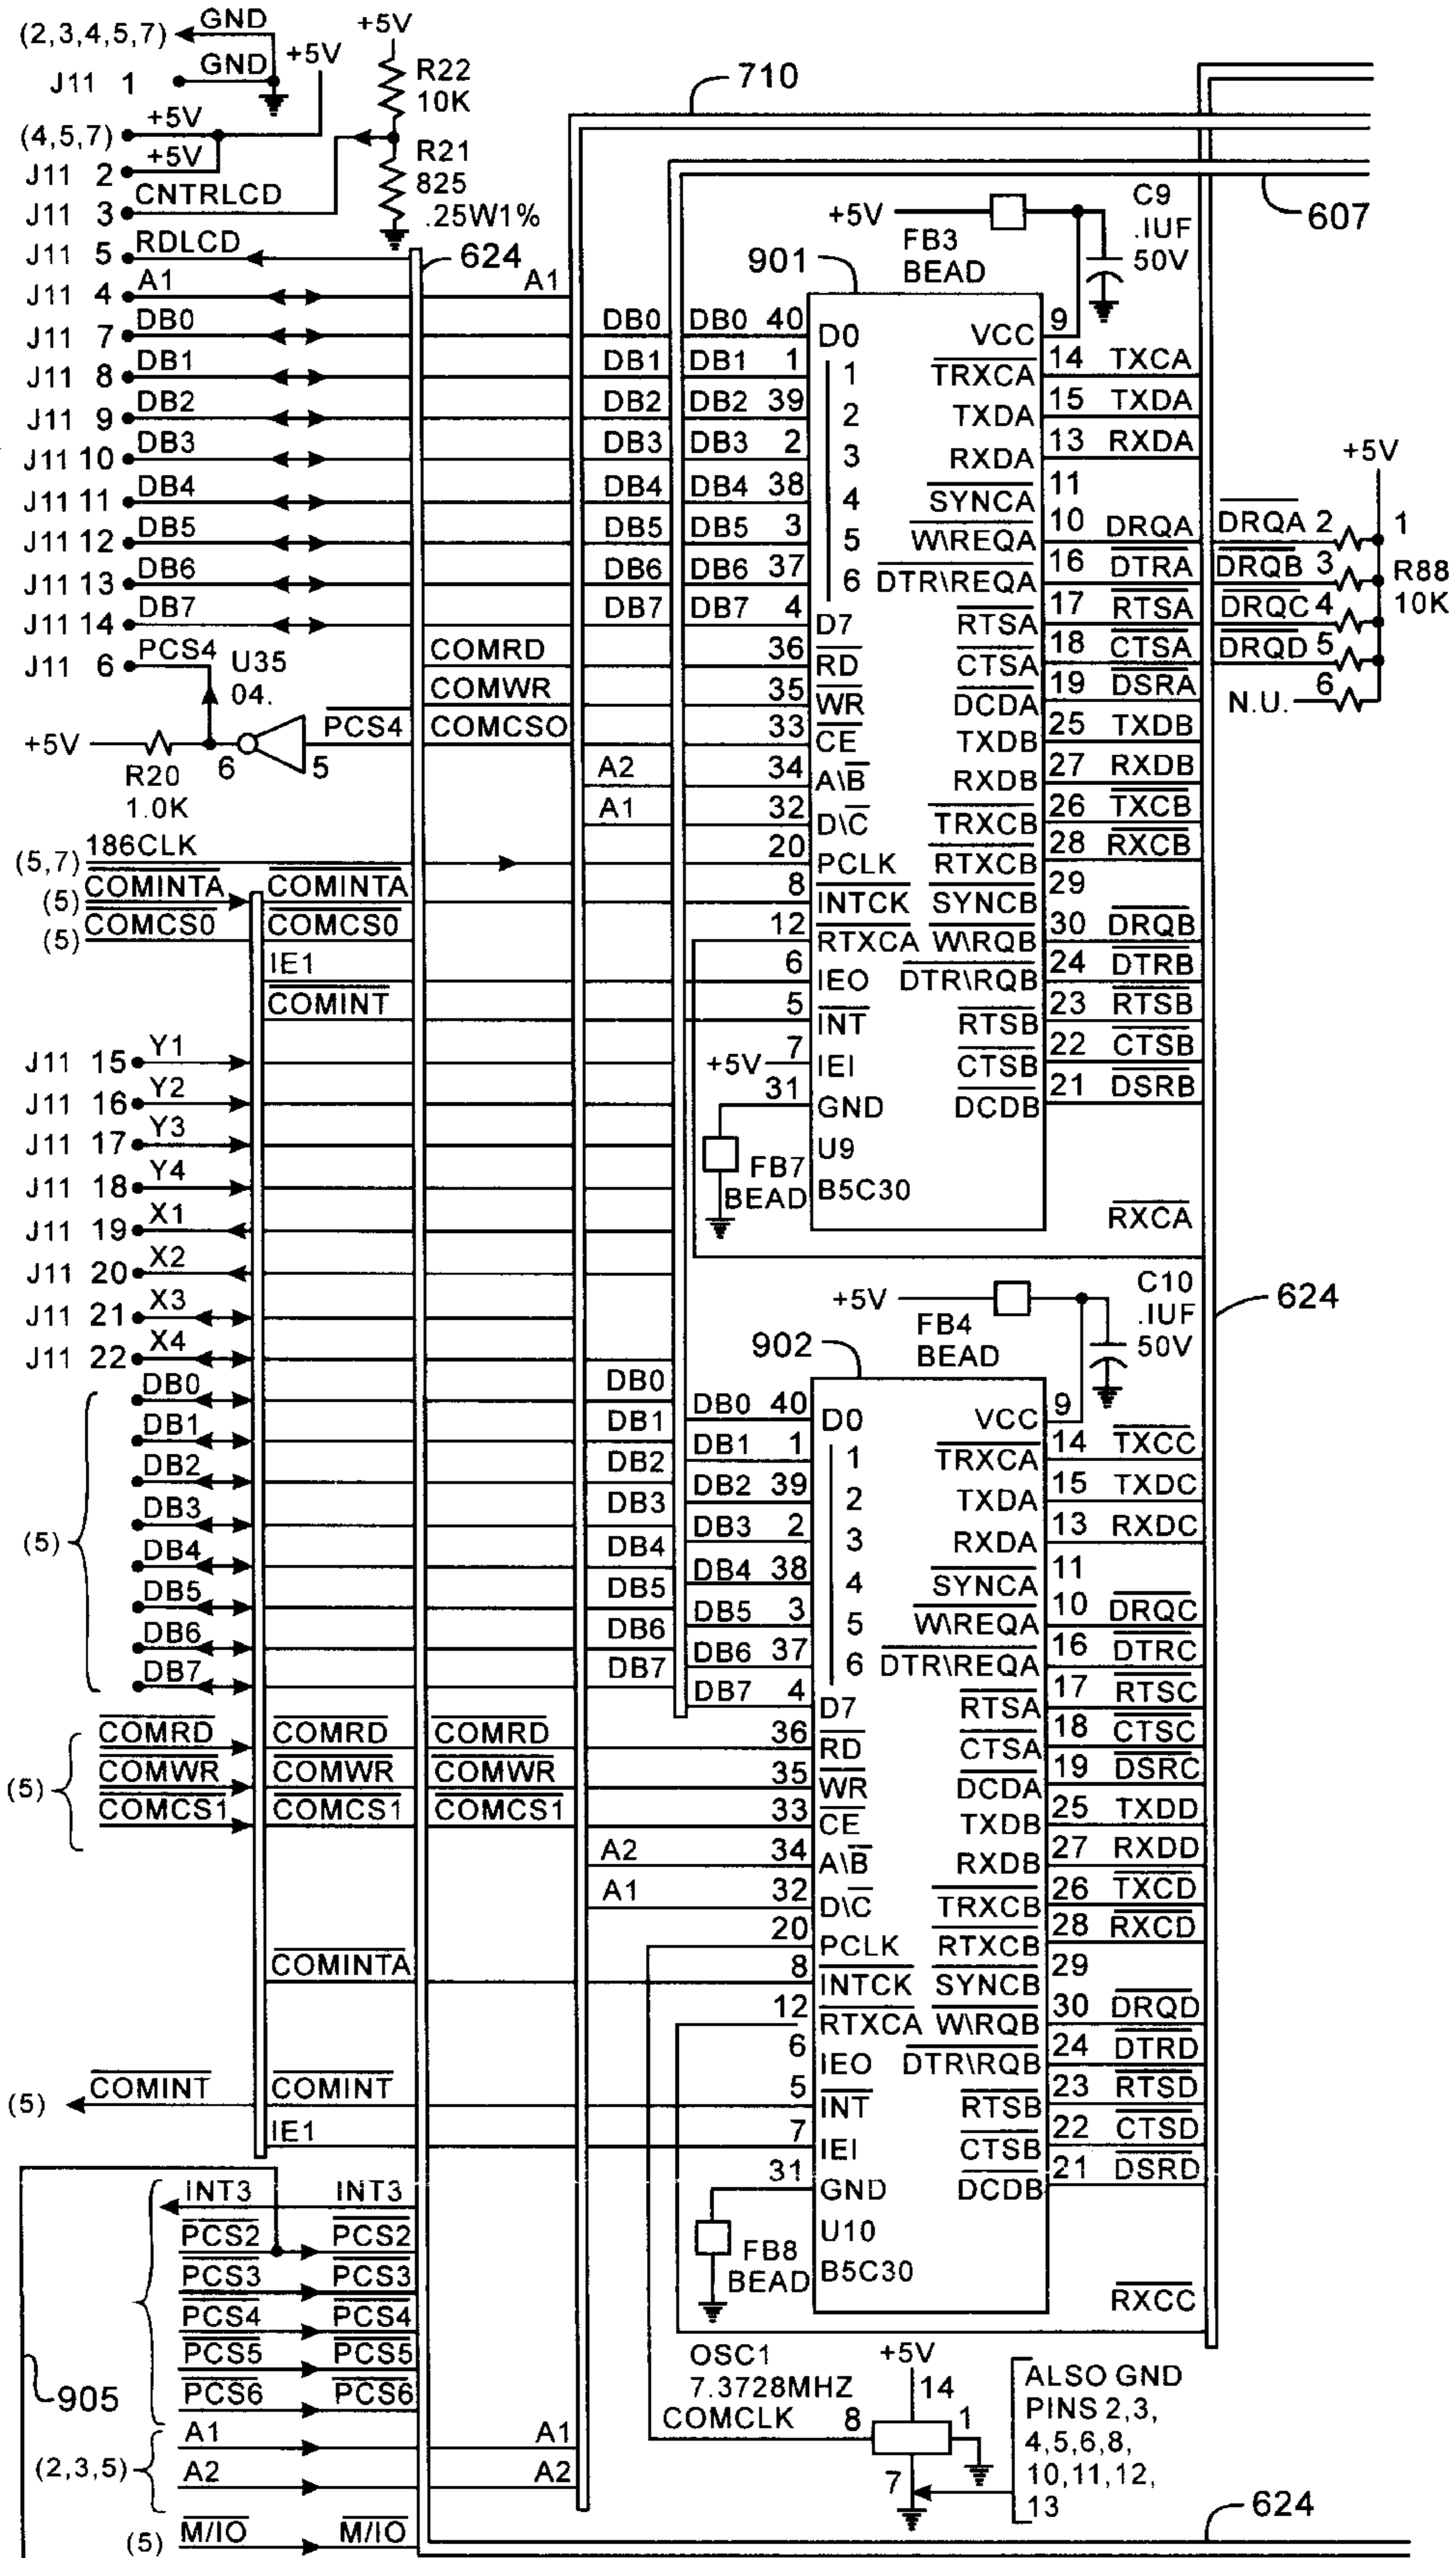 (2,3,4,5,7) GND
J11 1 GND
+5V
+5V
(4,5,7) +5V
J11 2 +5V
J11 3 CNTRLCD
R22
10K
R21
825
.25W1%
J11 5 RDLCD
J11 4 A1
J11 7 DB0
J11 8 DB1
J11 9 DB2
J11 10 DB3
J11 11 DB4
J11 12 DB5
J11 13 DB6
J11 14 DB7
J11 6 PCS4
U35
04.
+5V
R20
1.0K
6
5
PCS4
(5,7) 186CLK
(5) COMINTA COMINTA
(5) COMCS0 COMCS0
IE1
COMINT
J11 15 Y1
J11 16 Y2
J11 17 Y3
J11 18 Y4
J11 19 X1
J11 20 X2
J11 21 X3
J11 22 X4
(5)
DB0
DB1
DB2
DB3
DB4
DB5
DB6
DB7
(5)
COMRD COMRD COMRD
COMWR COMWR COMWR
COMCS1 COMCS1 COMCS1
COMINTA
(5) COMINT COMINT
IE1
INT3 INT3
PCS2 PCS2
PCS3 PCS3
PCS4 PCS4
PCS5 PCS5
PCS6 PCS6
905
(2,3,5)
A1 A1
A2 A2
(5) M/IO M/IO
710
607
624
A1
COMRD
COMWR
COMCSO
901
+5V
FB3
BEAD
C9
.IUF
50V
DB0 DB0 40 D0
DB1 DB1 1 1
DB2 DB2 39 2
DB3 DB3 2 3
DB4 DB4 38 4
DB5 DB5 3 5
DB6 DB6 37 6
DB7 DB7 4 D7
36 RD
35 WR
33 CE
A2 34 A\B
A1 32 D\C
20 PCLK
8 INTCK
12 RTXCA
6 IEO
5 INT
+5V 7 IEI
31 GND
FB7
BEAD
U9
B5C30
VCC 9
TRXCA 14 TXCA
TXDA 15 TXDA
RXDA 13 RXDA
SYNCA 11
W\REQA 10 DRQA
DTR\REQA 16 DTRA
RTSA 17 RTSA
CTSA 18 CTSA
DCDA 19 DSRA
TXDB 25 TXDB
RXDB 27 RXDB
TRXCB 26 TXCB
RTXCB 28 RXCB
SYNCB 29
W\RQB 30 DRQB
DTR\RQB 24 DTRB
RTSB 23 RTSB
CTSB 22 CTSB
DCDB 21 DSRB
RXCA
+5V
DRQA 2
1
DRQB 3
R88
10K
DRQC 4
DRQD 5
N.U. 6
624
902
+5V
FB4
BEAD
C10
.IUF
50V
DB0 DB0 40 D0
DB1 DB1 1 1
DB2 DB2 39 2
DB3 DB3 2 3
DB4 DB4 38 4
DB5 DB5 3 5
DB6 DB6 37 6
DB7 DB7 4 D7
36 RD
35 WR
33 CE
A2 34 A\B
A1 32 D\C
20 PCLK
8 INTCK
12 RTXCA
6 IEO
5 INT
7 IEI
31 GND
FB8
BEAD
U10
B5C30
VCC 9
TRXCA 14 TXCC
TXDA 15 TXDC
RXDA 13 RXDC
SYNCA 11
W\REQA 10 DRQC
DTR\REQA 16 DTRC
RTSA 17 RTSC
CTSA 18 CTSC
DCDA 19 DSRC
TXDB 25 TXDD
RXDB 27 RXDD
TRXCB 26 TXCD
RTXCB 28 RXCD
SYNCB 29
W\RQB 30 DRQD
DTR\RQB 24 DTRD
RTSB 23 RTSD
CTSB 22 CTSD
DCDB 21 DSRD
RXCC
OSC1
7.3728MHZ
COMCLK 8
+5V
14
1
7
ALSO GND
PINS 2,3,
4,5,6,8,
10,11,12,
13
624